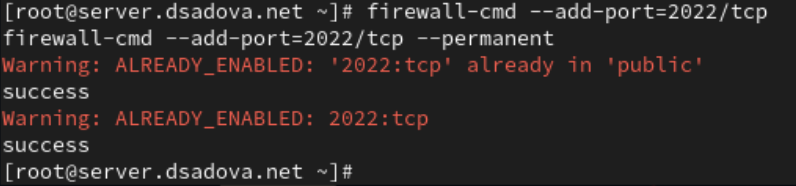 [root@server.dsadova.net ~]# firewall-cmd --add-port=2022/tcp
firewall-cmd --add-port=2022/tcp --permanent
Warning: ALREADY_ENABLED: '2022:tcp' already in 'public'
success
Warning: ALREADY_ENABLED: 2022:tcp
success
[root@server.dsadova.net ~]#